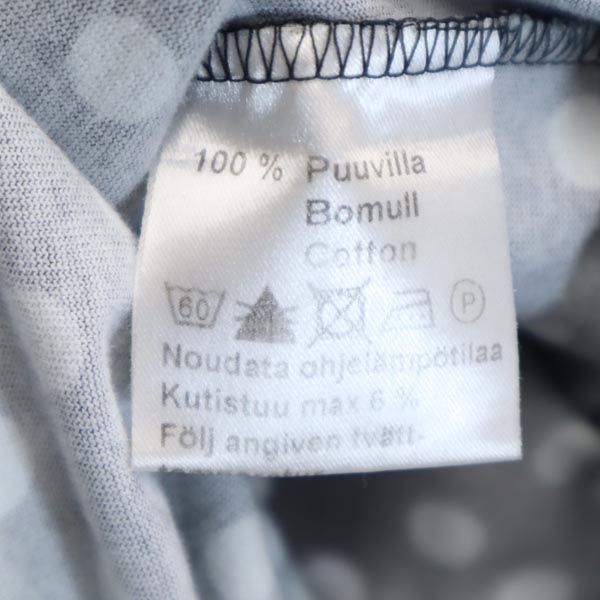 100 % Puuvilla
Bomull
Cotton
60 P
Noudata ohjelämpötilaa
Kutistuu max 6 %
Följ angiven tvätt-